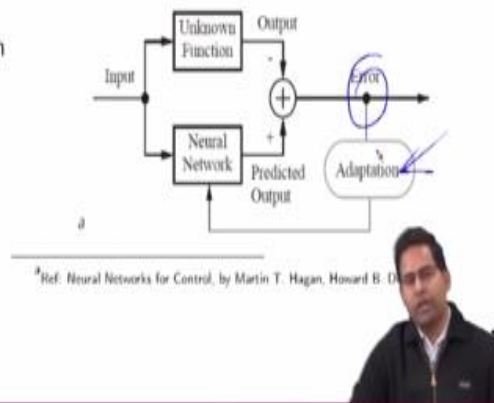 n
Unknown
Function
Output
Input
-
Error
+
+
Neural
Network
Predicted
Output
Adaptation
a
aRef: Neural Networks for Control, by Martin T. Hagan, Howard B. D